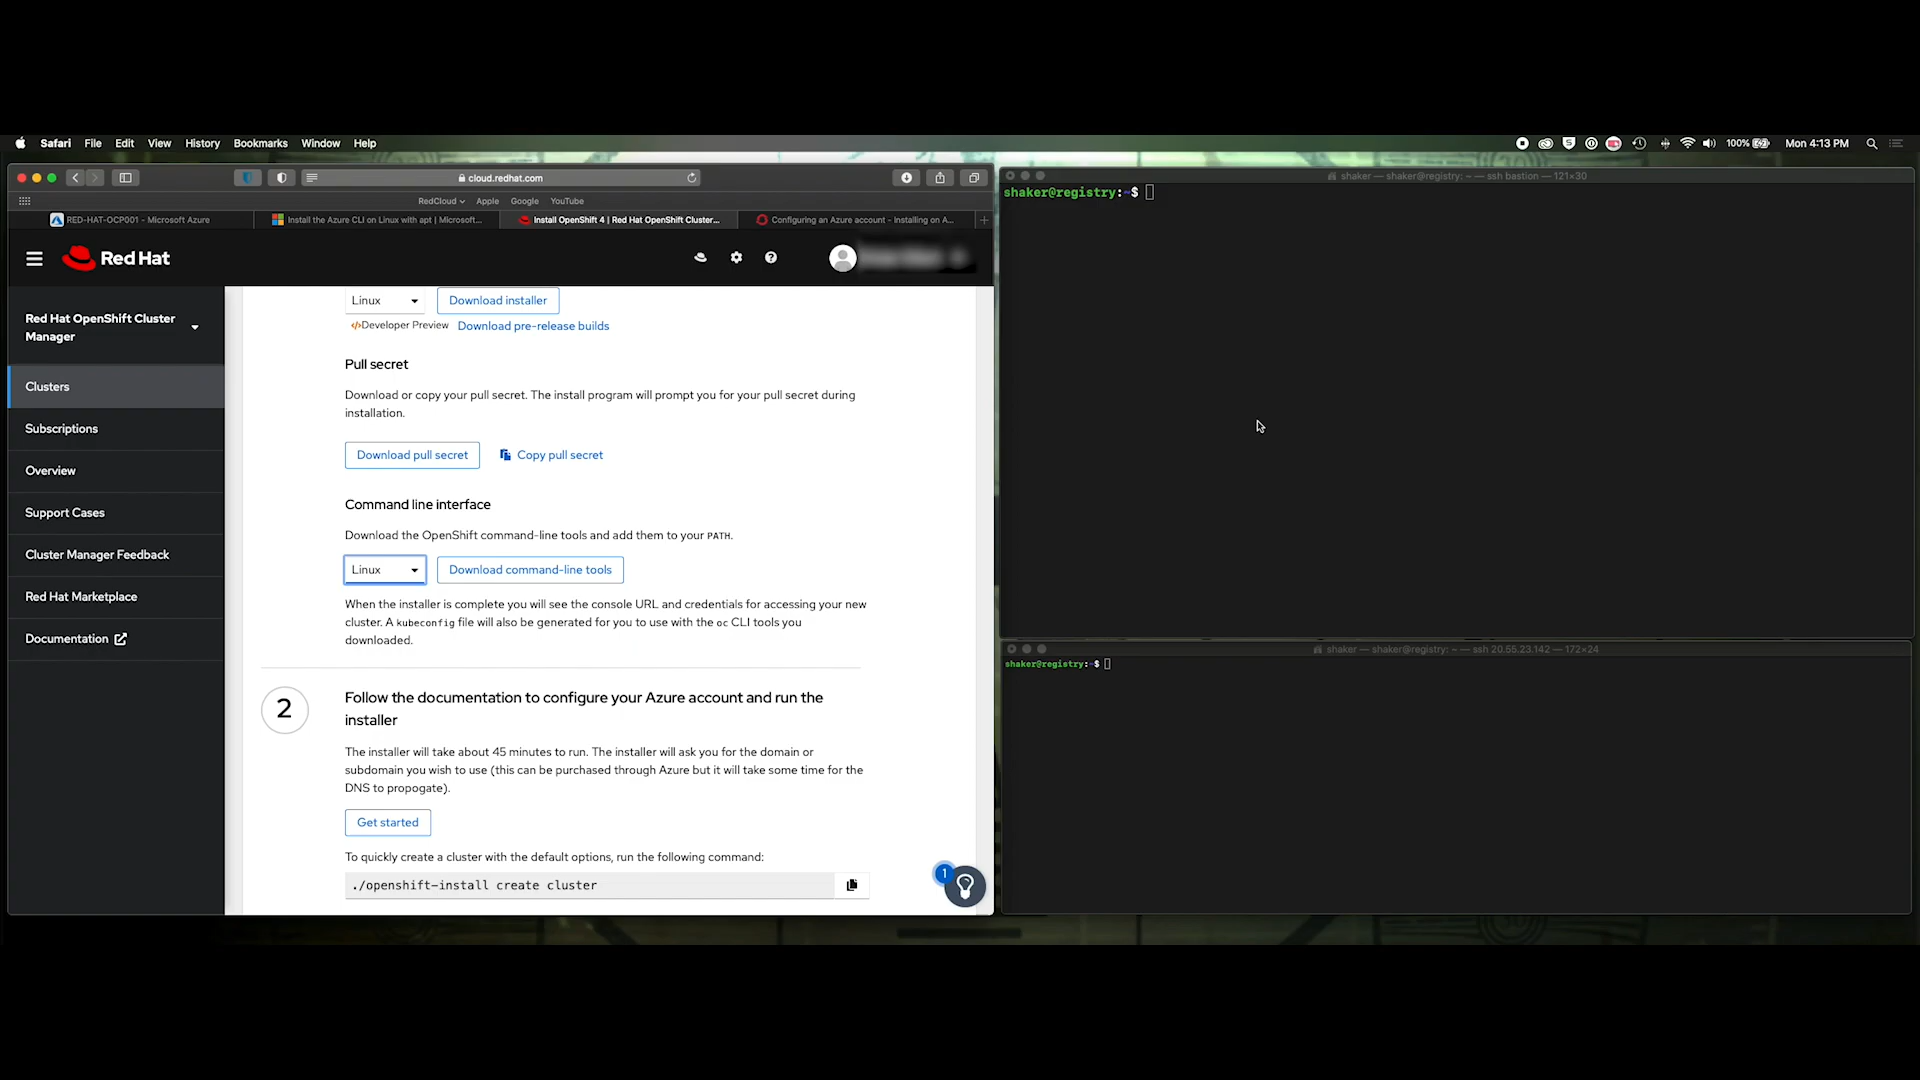 Safari File Edit View History Bookmarks Window Help
100% Mon 4:13 PM
cloud.redhat.com
RedCloud Apple Google YouTube
RED-HAT-OCP001 - Microsoft Azure
Install the Azure CLI on Linux with apt | Microsoft...
Install OpenShift 4 | Red Hat OpenShift Cluster...
Configuring an Azure account - Installing on A...
Red Hat
Red Hat OpenShift Cluster
Manager
Clusters
Subscriptions
Overview
Support Cases
Cluster Manager Feedback
Red Hat Marketplace
Documentation
Linux Download installer
</>Developer Preview Download pre-release builds
Pull secret
Download or copy your pull secret. The install program will prompt you for your pull secret during
installation.
Download pull secret Copy pull secret
Command line interface
Download the OpenShift command-line tools and add them to your PATH.
Linux Download command-line tools
When the installer is complete you will see the console URL and credentials for accessing your new
cluster. A kubeconfig file will also be generated for you to use with the oc CLI tools you
downloaded.
2
Follow the documentation to configure your Azure account and run the
installer
The installer will take about 45 minutes to run. The installer will ask you for the domain or
subdomain you wish to use (this can be purchased through Azure but it will take some time for the
DNS to propogate).
Get started
To quickly create a cluster with the default options, run the following command:
./openshift-install create cluster
1
shaker — shaker@registry: ~ — ssh bastion — 121×30
shaker@registry:~$
shaker — shaker@registry: ~ — ssh 20.55.23.142 — 172×24
shaker@registry:~$